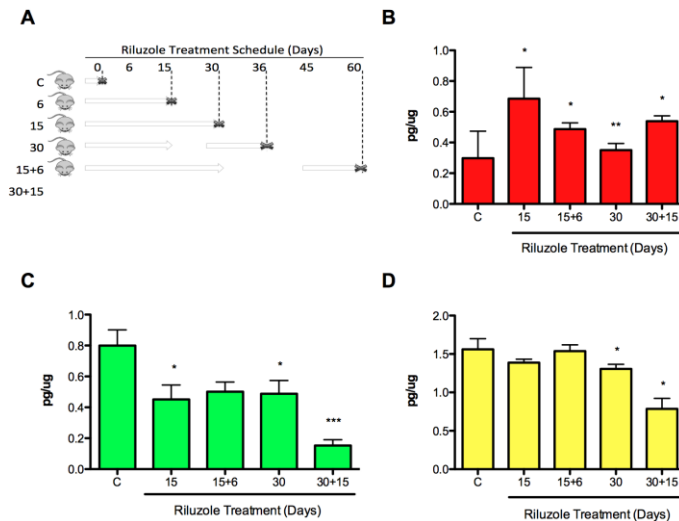 A
Riluzole Treatment Schedule (Days)
0 6 15 30 36 45 60
C
6
15
30
15+6
30+15
B
pg/ug
1.0
0.8
0.6
0.4
0.2
0.0
* * ** *
C 15 15+6 30 30+15
Riluzole Treatment (Days)
C
pg/ug
1.0
0.8
0.6
0.4
0.2
0.0
* * ***
C 15 15+6 30 30+15
Riluzole Treatment (Days)
D
pg/ug
2.0
1.5
1.0
0.5
0.0
* *
C 15 15+6 30 30+15
Riluzole Treatment (Days)